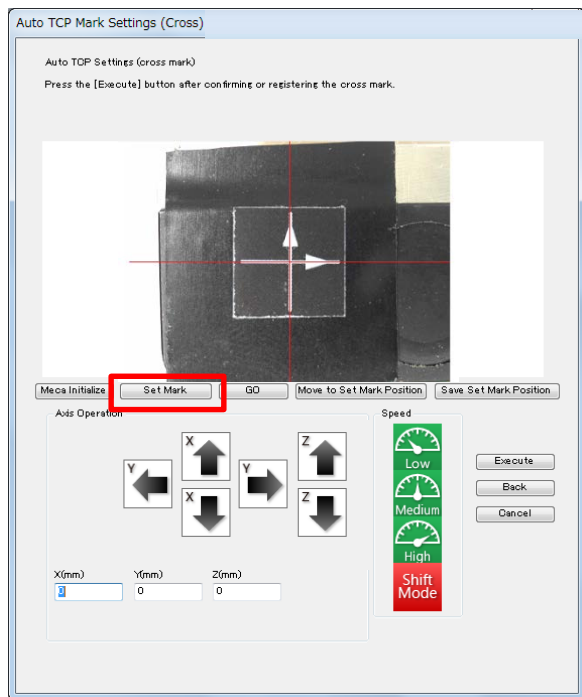 Auto TCP Mark Settings (Cross)
Auto TCP Settings (cross mark)
Press the [Execute] button after confirming or registering the cross mark.
Meca Initialize Set Mark GO Move to Set Mark Position Save Set Mark Position
Axis Operation
Speed
X
Z
Y
Y
X
Z
Low
Medium
High
Shift
Mode
Execute
Back
Cancel
X(mm) Y(mm) Z(mm)
0 0 0